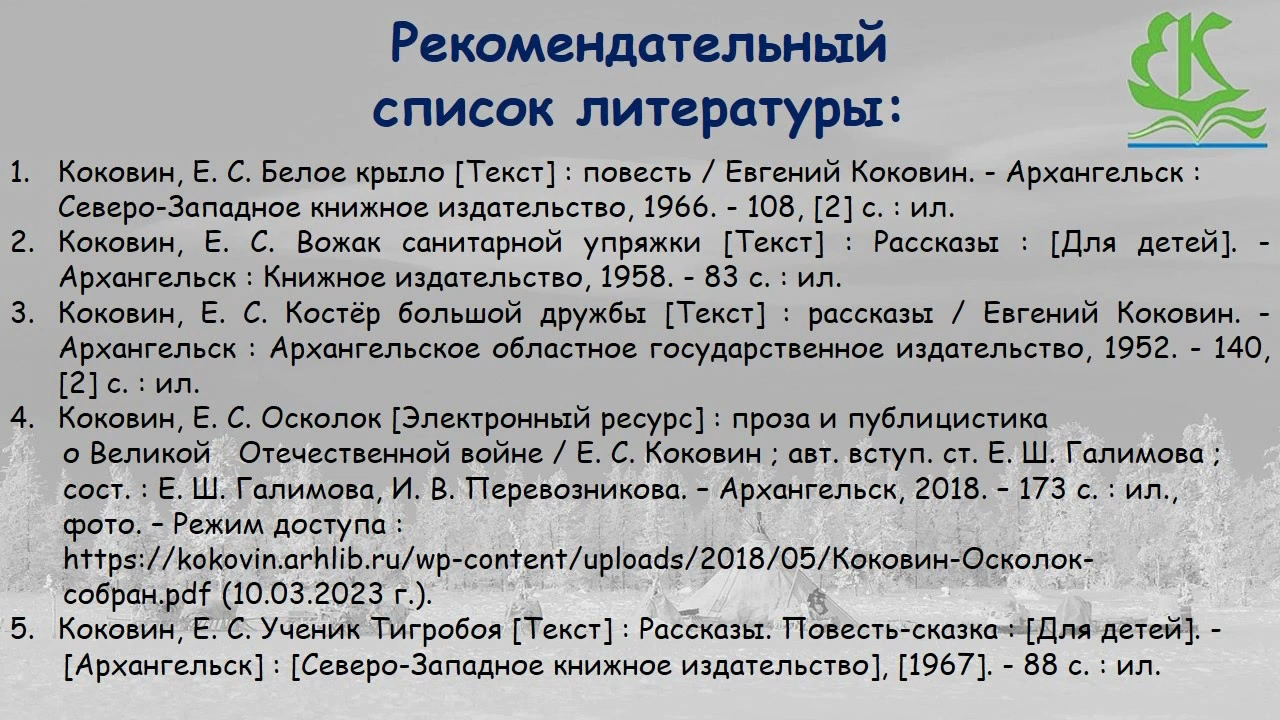 Рекомендательный
список литературы:
ЕК
1. Коковин, Е. С. Белое крыло [Текст] : повесть / Евгений Коковин. - Архангельск :
Северо-Западное книжное издательство, 1966. - 108, [2] с. : ил.
2. Коковин, Е. С. Вожак санитарной упряжки [Текст] : Рассказы : [Для детей]. -
Архангельск : Книжное издательство, 1958. - 83 с. : ил.
3. Коковин, Е. С. Костёр большой дружбы [Текст] : рассказы / Евгений Коковин. -
Архангельск : Архангельское областное государственное издательство, 1952. - 140,
[2] с. : ил.
4. Коковин, Е. С. Осколок [Электронный ресурс] : проза и публицистика
о Великой Отечественной войне / Е. С. Коковин ; авт. вступ. ст. Е. Ш. Галимова ;
сост. : Е. Ш. Галимова, И. В. Перевозникова. – Архангельск, 2018. – 173 с. : ил.,
фото. – Режим доступа :
https://kokovin.arhlib.ru/wp-content/uploads/2018/05/Коковин-Осколок-
собран.pdf (10.03.2023 г.).
5. Коковин, Е. С. Ученик Тигробоя [Текст] : Рассказы. Повесть-сказка : [Для детей]. -
[Архангельск] : [Северо-Западное книжное издательство], [1967]. - 88 с. : ил.